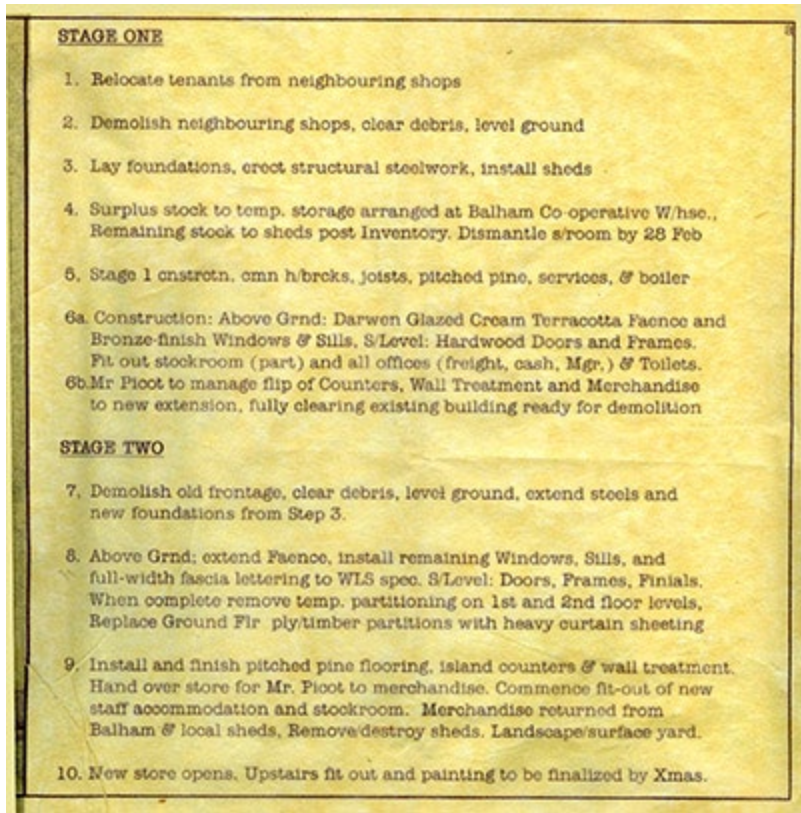 STAGE ONE
1. Relocate tenants from neighbouring shops
2. Demolish neighbouring shops, clear debris, level ground
3. Lay foundations, erect structural steelwork, install sheds
4. Surplus stock to temp. storage arranged at Balham Co-operative W/hse.,
Remaining stock to sheds post Inventory. Dismantle s/room by 28 Feb
5. Stage 1 cnstrctn. cmn h/brcks, joists, pitched pine, services, & boiler
6a. Construction: Above Grnd: Darwen Glazed Cream Terracotta Faence and
Bronze-finish Windows & Sills, S/Level: Hardwood Doors and Frames.
Fit out stockroom (part) and all offices (freight, cash, Mgr.) & Toilets.
6b. Mr Picot to manage flip of Counters, Wall Treatment and Merchandise
to new extension, fully clearing existing building ready for demolition
STAGE TWO
7. Demolish old frontage, clear debris, level ground, extend steels and
new foundations from Step 3.
8. Above Grnd; extend Faence, install remaining Windows, Sills, and
full-width fascia lettering to WLS spec. S/Level: Doors, Frames, Finials.
When complete remove temp. partitioning on 1st and 2nd floor levels,
Replace Ground Flr ply/timber partitions with heavy curtain sheeting
9. Install and finish pitched pine flooring, island counters & wall treatment.
Hand over store for Mr. Picot to merchandise. Commence fit-out of new
staff accommodation and stockroom. Merchandise returned from
Balham & local sheds, Remove/destroy sheds. Landscape/surface yard.
10. New store opens. Upstairs fit out and painting to be finalized by Xmas.